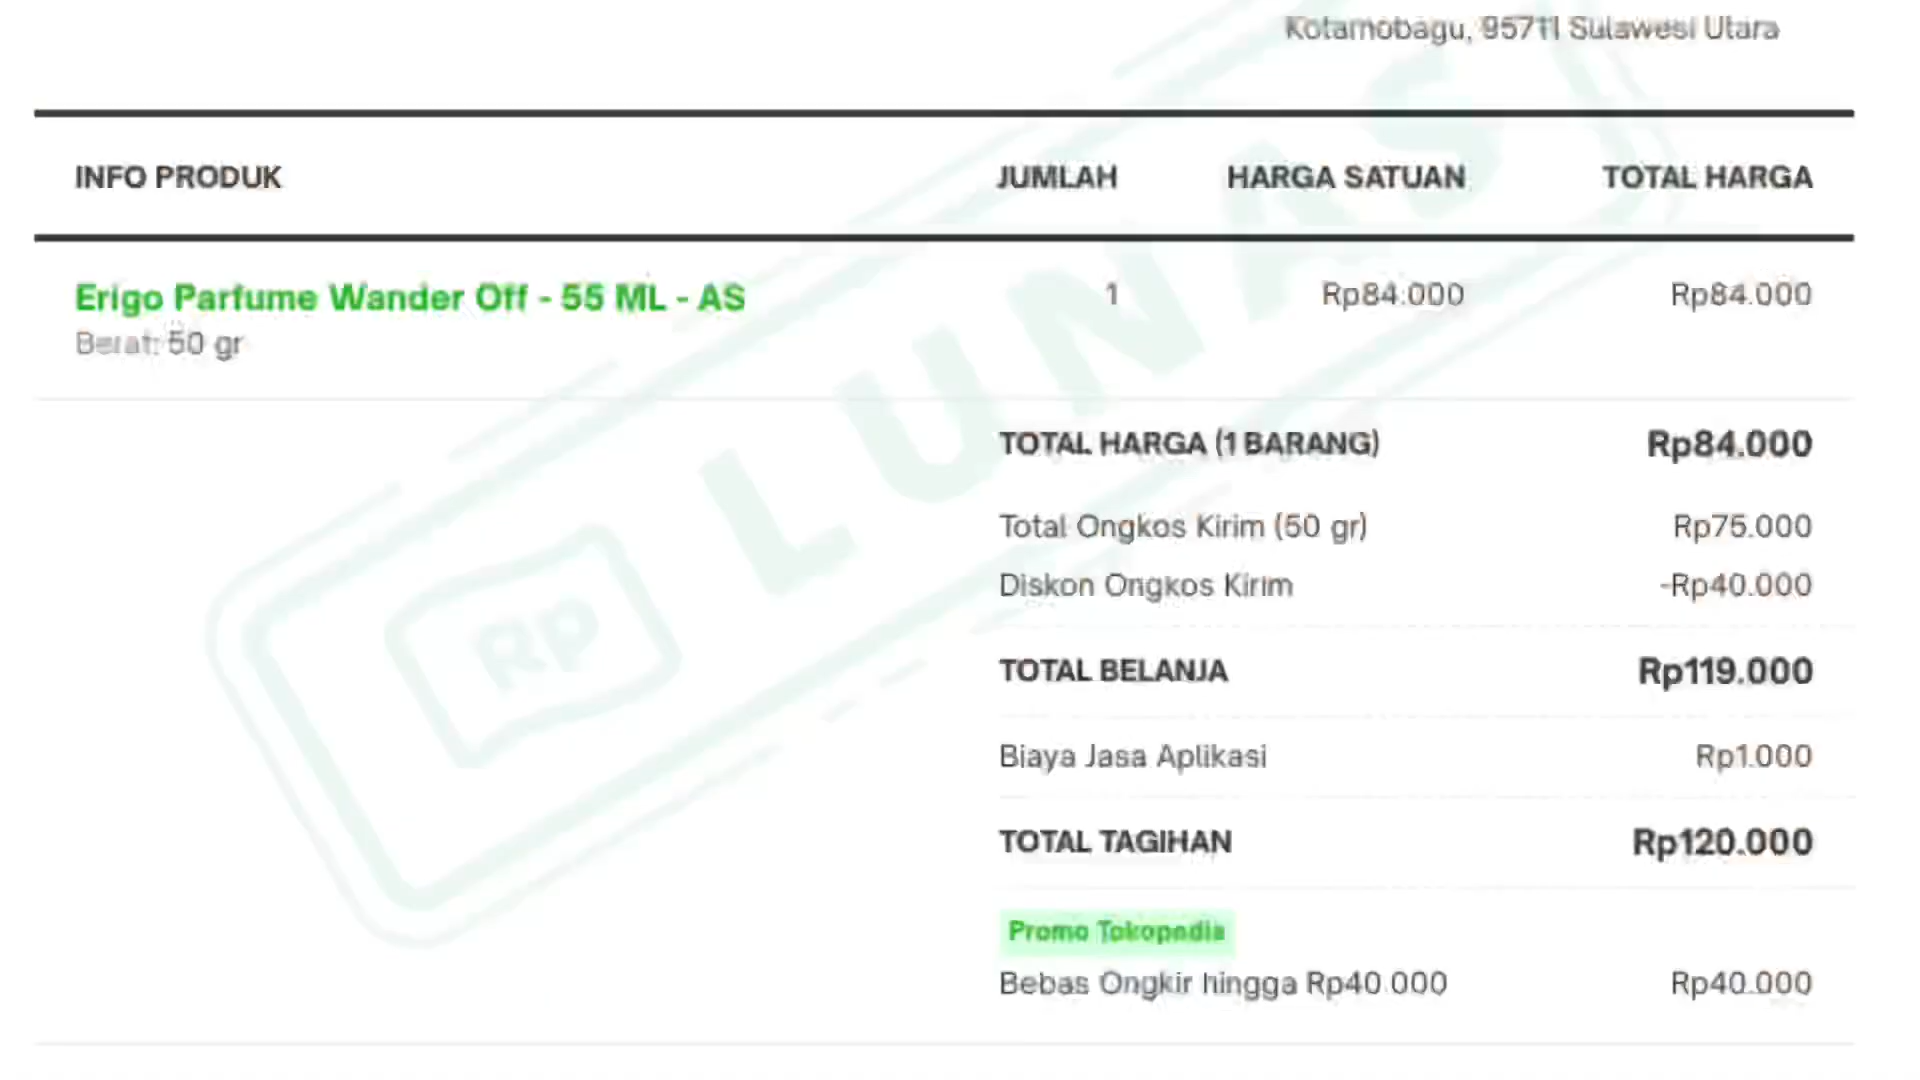 Kotamobagu, 95711 Sulawesi Utara
INFO PRODUK JUMLAH HARGA SATUAN TOTAL HARGA
Erigo Parfume Wander Off - 55 ML - AS 1 Rp84.000 Rp84.000
Berat: 50 gr
TOTAL HARGA (1 BARANG) Rp84.000
Total Ongkos Kirim (50 gr) Rp75.000
Diskon Ongkos Kirim -Rp40.000
TOTAL BELANJA Rp119.000
Biaya Jasa Aplikasi Rp1.000
TOTAL TAGIHAN Rp120.000
Promo Tokopedia
Bebas Ongkir hingga Rp40.000 Rp40.000
RP LUNAS